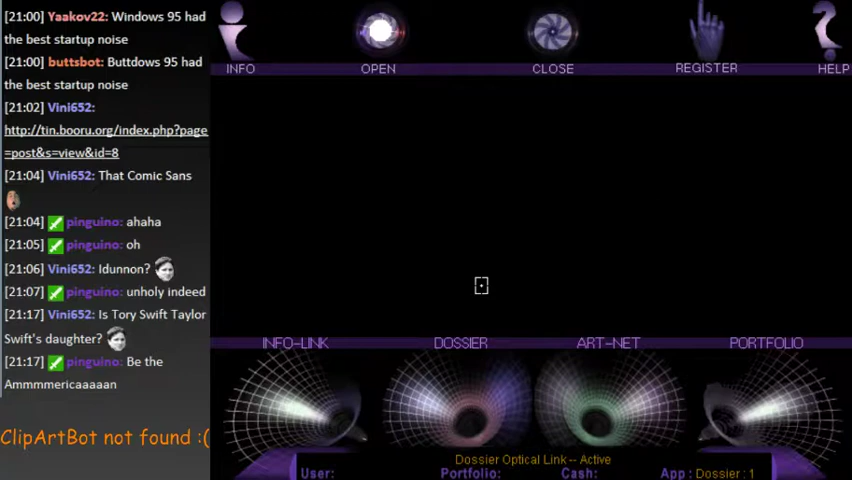 [21:00] Yaakov22: Windows 95 had
the best startup noise
[21:00] buttsbot: Buttdows 95 had
the best startup noise
[21:02] Vini652:
http://tin.booru.org/index.php?page
=post&s=view&id=8
[21:04] Vini652: That Comic Sans
[21:04] pinguino: ahaha
[21:05] pinguino: oh
[21:06] Vini652: Idunnon?
[21:07] pinguino: unholy indeed
[21:17] Vini652: Is Tory Swift Taylor
Swift's daughter?
[21:17] pinguino: Be the
Ammmmericaaaaan
ClipArtBot not found :(
INFO OPEN CLOSE REGISTER HELP
INFO-LINK DOSSIER ART-NET PORTFOLIO
Dossier Optical Link -- Active
User: Portfolio: Cash: App : Dossier : 1